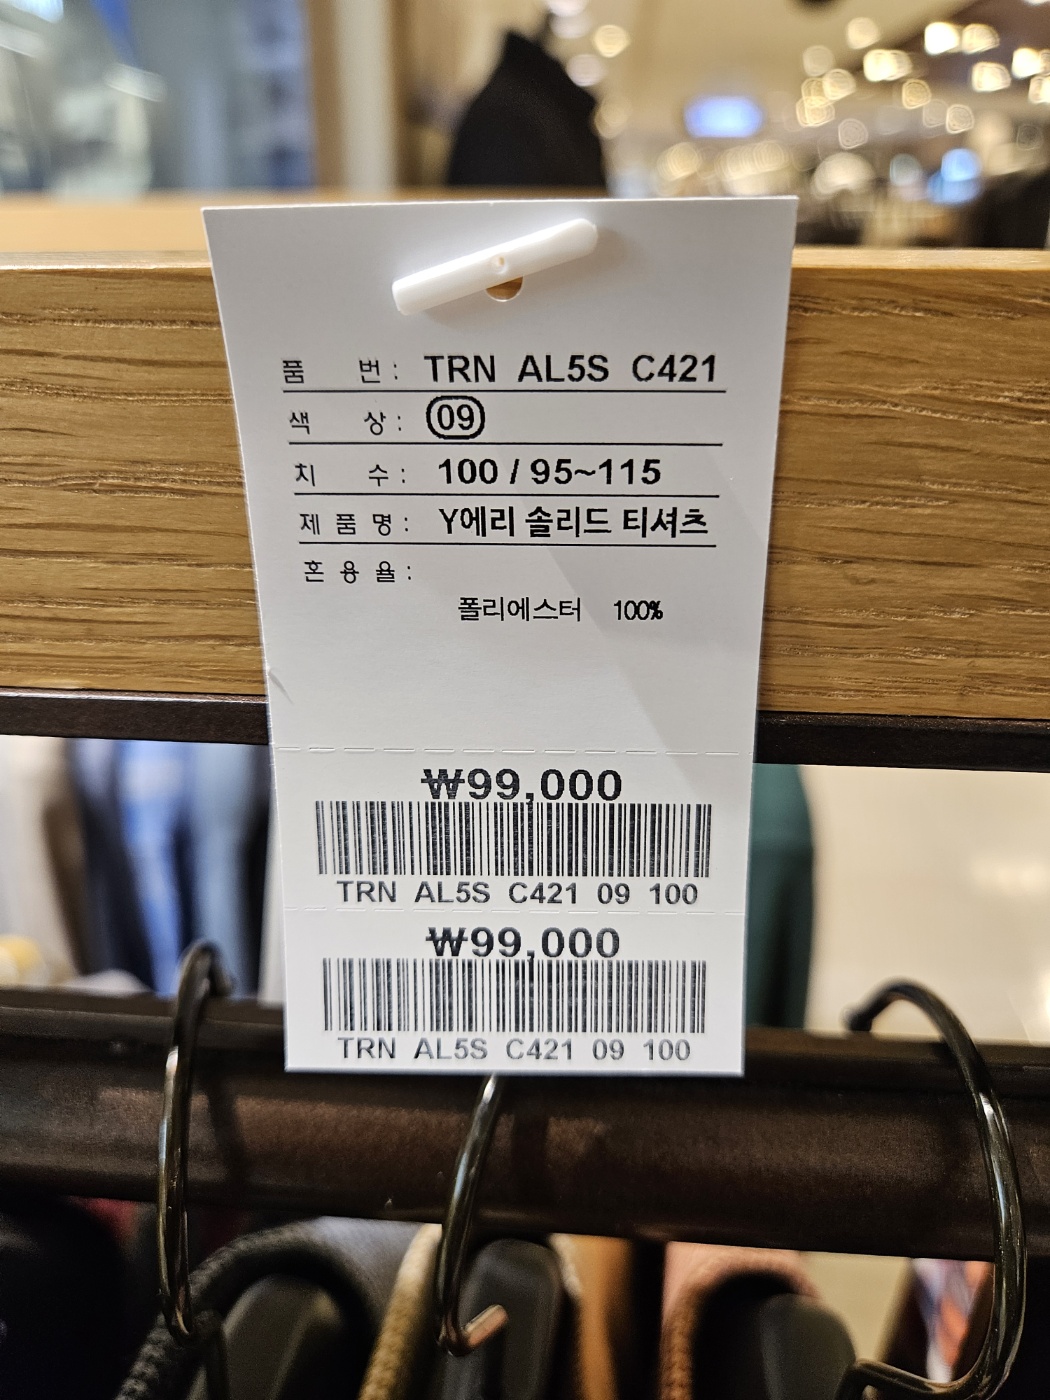 품 번 : TRN AL5S C421
색 상 : 09
치 수 : 100 / 95~115
제 품 명 : Y에리 솔리드 티셔츠
혼 용 율 :
폴리에스터 100%
₩99,000
TRN AL5S C421 09 100
₩99,000
TRN AL5S C421 09 100